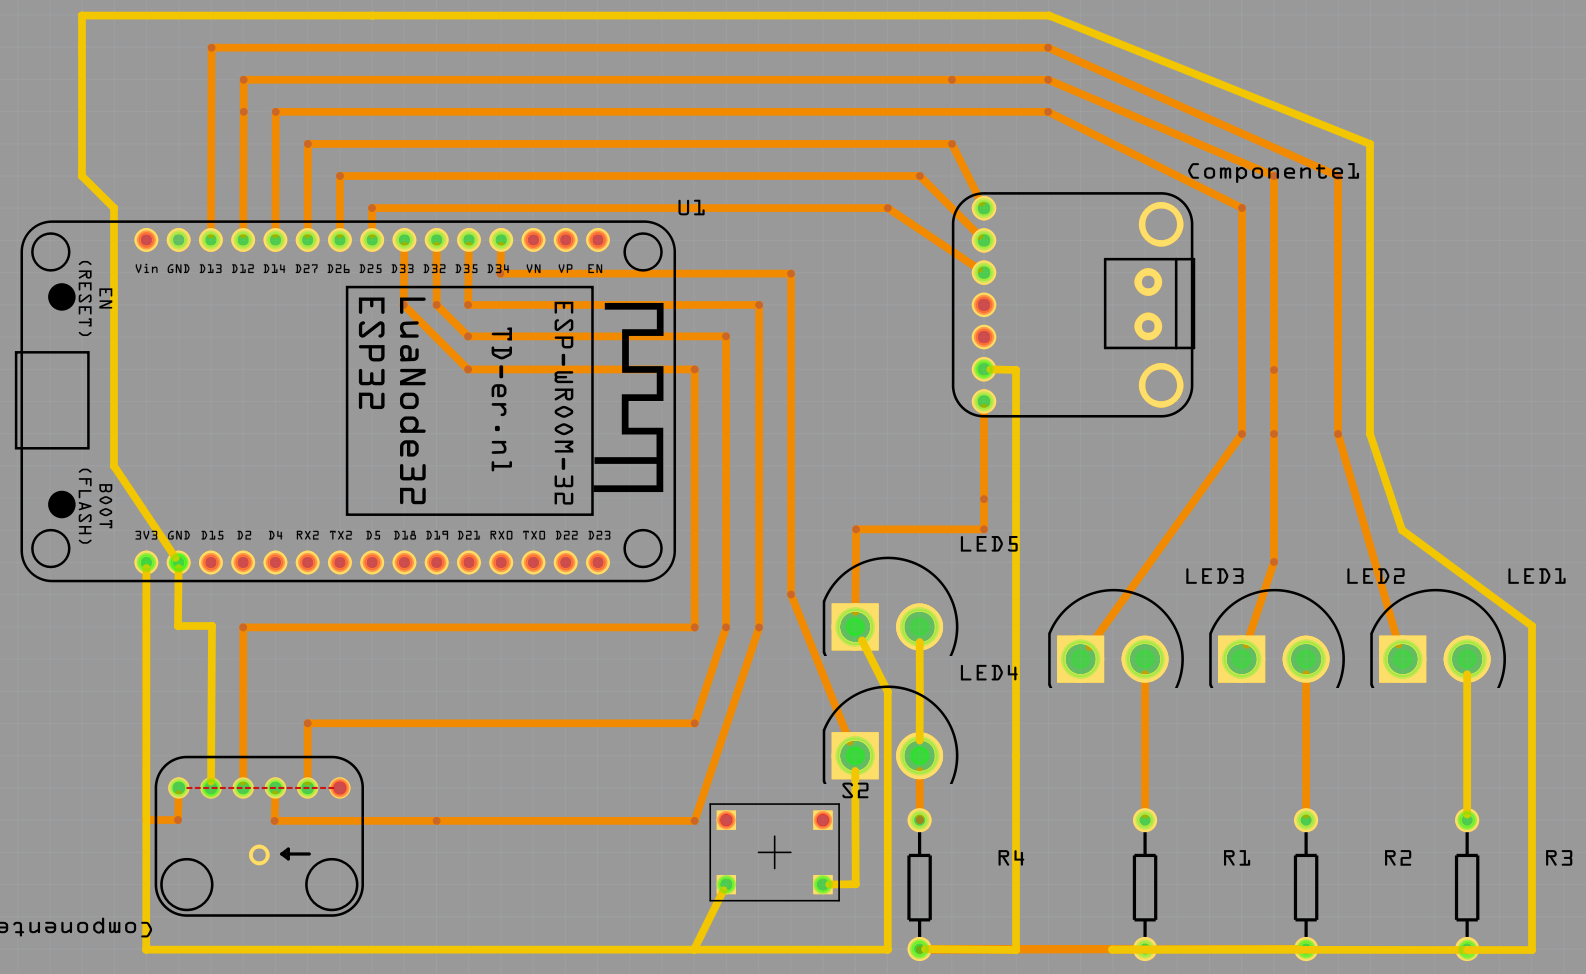 Componente1
U1
Vin GND D13 D12 D14 D27 D26 D25 D33 D32 D35 D34 VN VP EN
EN
(RESET)
ESP32
LuaNode32
TD-er.nl
ESP-WROOM-32
BOOT
(FLASH)
3V3 GND D15 D2 D4 RX2 TX2 D5 D18 D19 D21 RX0 TX0 D22 D23
LED5
LED3
LED2
LED1
LED4
S2
R4
R1
R2
R3
Componente